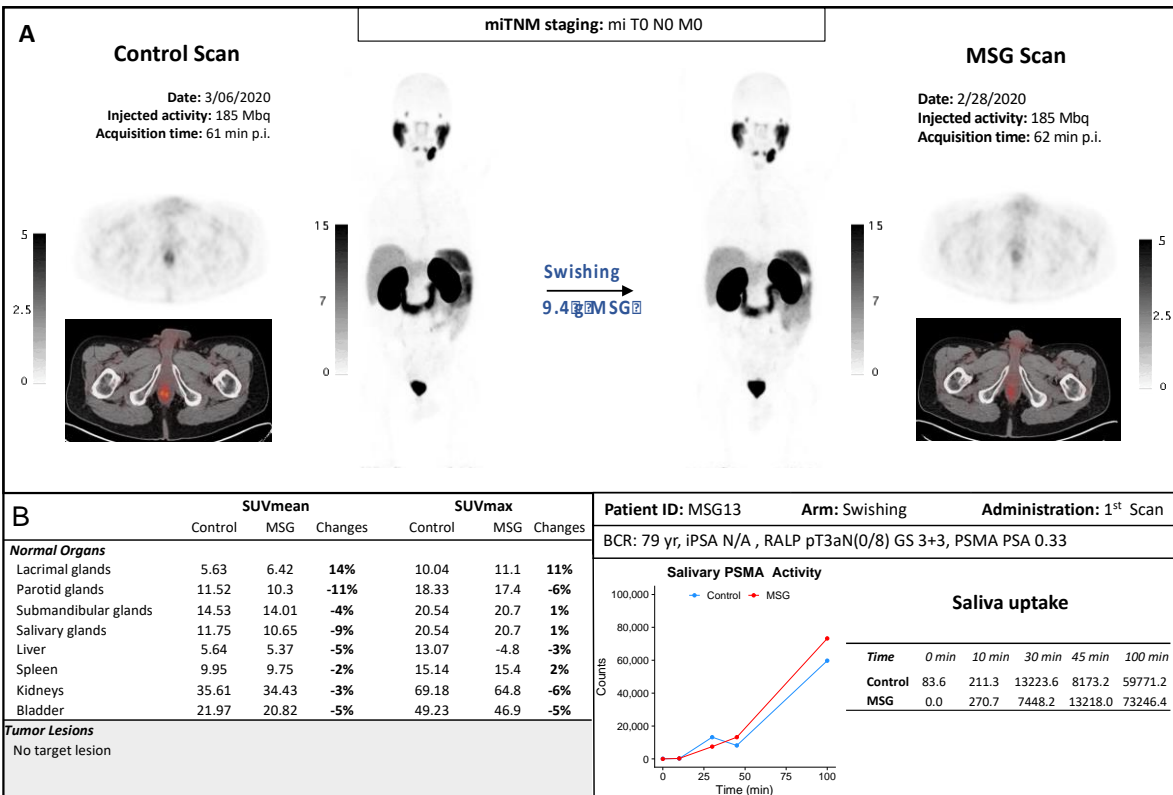 A
miTNM staging: mi T0 N0 M0
Control Scan
Date: 3/06/2020
Injected activity: 185 Mbq
Acquisition time: 61 min p.i.
MSG Scan
Date: 2/28/2020
Injected activity: 185 Mbq
Acquisition time: 62 min p.i.
5
2.5
0
15
7
0
Swishing
9.4 g MSG
15
7
0
5
2.5
0
B
SUVmean SUVmax
Control MSG Changes Control MSG Changes
Normal Organs
Lacrimal glands 5.63 6.42 14% 10.04 11.1 11%
Parotid glands 11.52 10.3 -11% 18.33 17.4 -6%
Submandibular glands 14.53 14.01 -4% 20.54 20.7 1%
Salivary glands 11.75 10.65 -9% 20.54 20.7 1%
Liver 5.64 5.37 -5% 13.07 -4.8 -3%
Spleen 9.95 9.75 -2% 15.14 15.4 2%
Kidneys 35.61 34.43 -3% 69.18 64.8 -6%
Bladder 21.97 20.82 -5% 49.23 46.9 -5%
Tumor Lesions
No target lesion
Patient ID: MSG13 Arm: Swishing Administration: 1st Scan
BCR: 79 yr, iPSA N/A , RALP pT3aN(0/8) GS 3+3, PSMA PSA 0.33
Salivary PSMA Activity
Control MSG
100,000
80,000
60,000
40,000
20,000
0
Counts
0 25 50 75 100
Time (min)
Saliva uptake
Time 0 min 10 min 30 min 45 min 100 min
Control 83.6 211.3 13223.6 8173.2 59771.2
MSG 0.0 270.7 7448.2 13218.0 73246.4